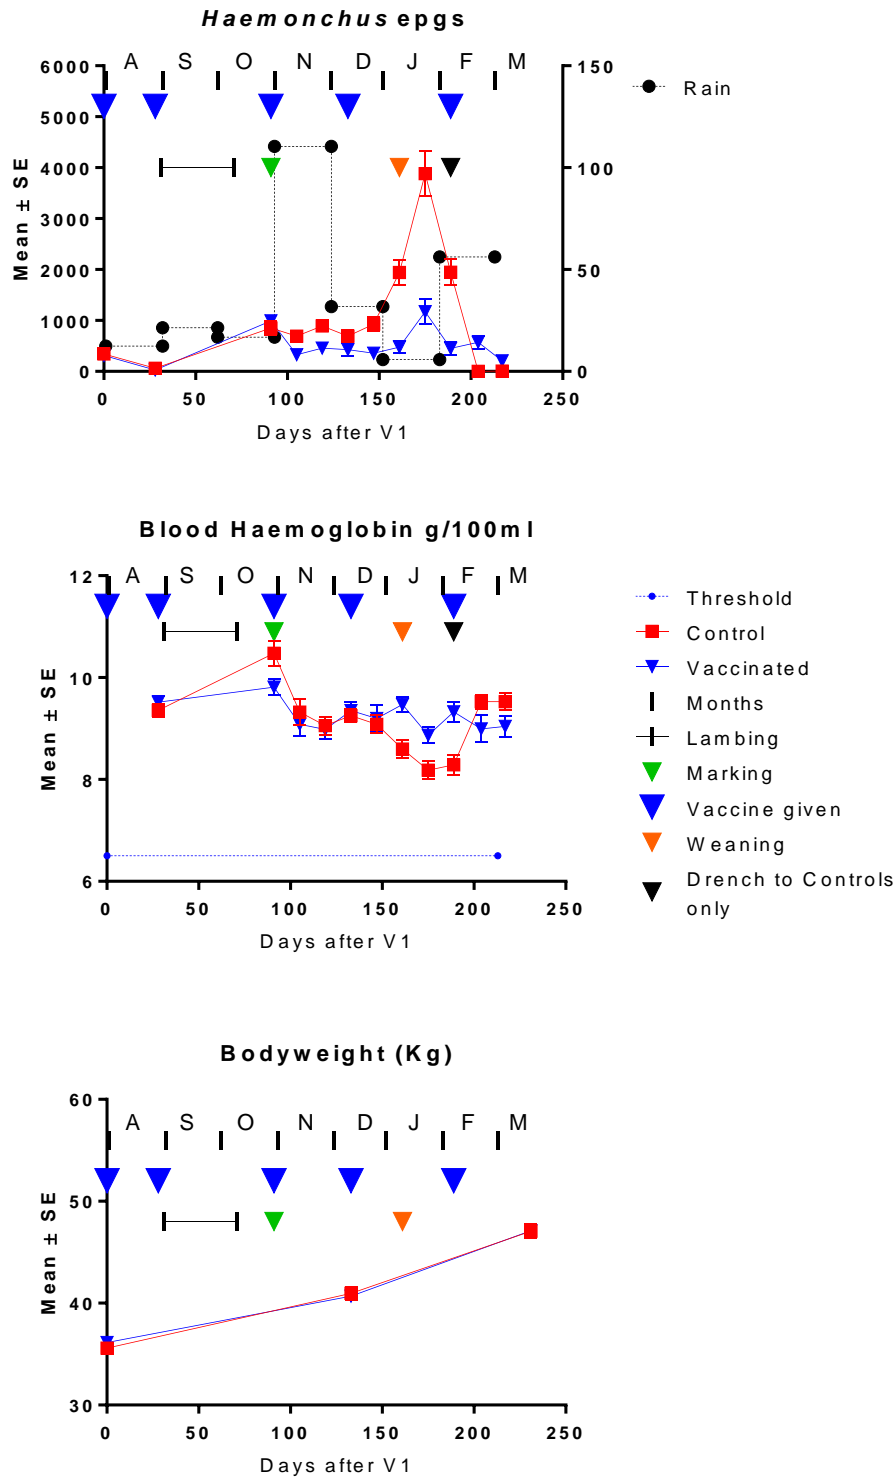 Haemonchus epgs
A S O N D J F M
6000
5000
4000
3000
2000
1000
0
Mean ± SE
150
100
50
0
0 50 100 150 200 250
Days after V1
Rain
Blood Haemoglobin g/100ml
A S O N D J F M
12
10
8
6
Mean ± SE
0 50 100 150 200 250
Days after V1
Threshold
Control
Vaccinated
Months
Lambing
Marking
Vaccine given
Weaning
Drench to Controls
only
Bodyweight (Kg)
A S O N D J F M
60
50
40
30
Mean ± SE
0 50 100 150 200 250
Days after V1